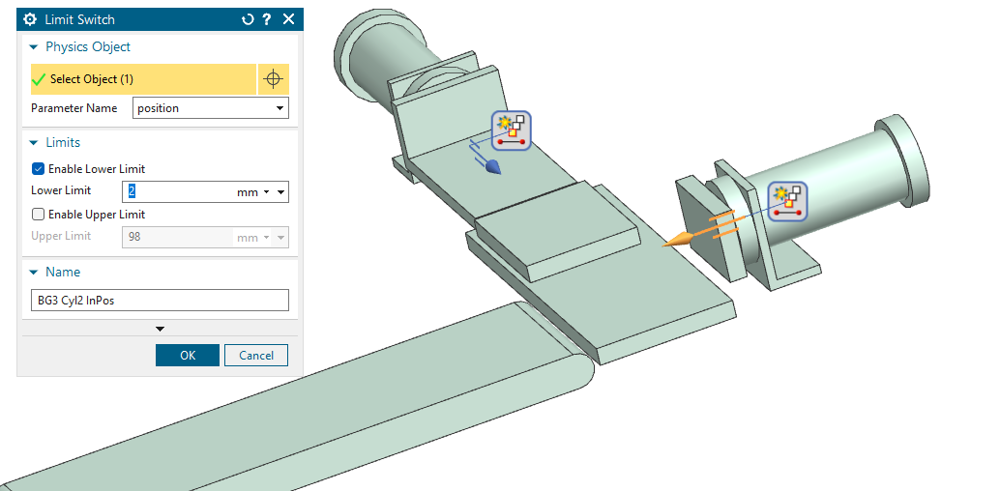 Limit Switch ?
Physics Object
Select Object (1)
Parameter Name position
Limits
Enable Lower Limit
Lower Limit 2 mm
Enable Upper Limit
Upper Limit 98 mm
Name
BG3 Cyl2 InPos
OK Cancel